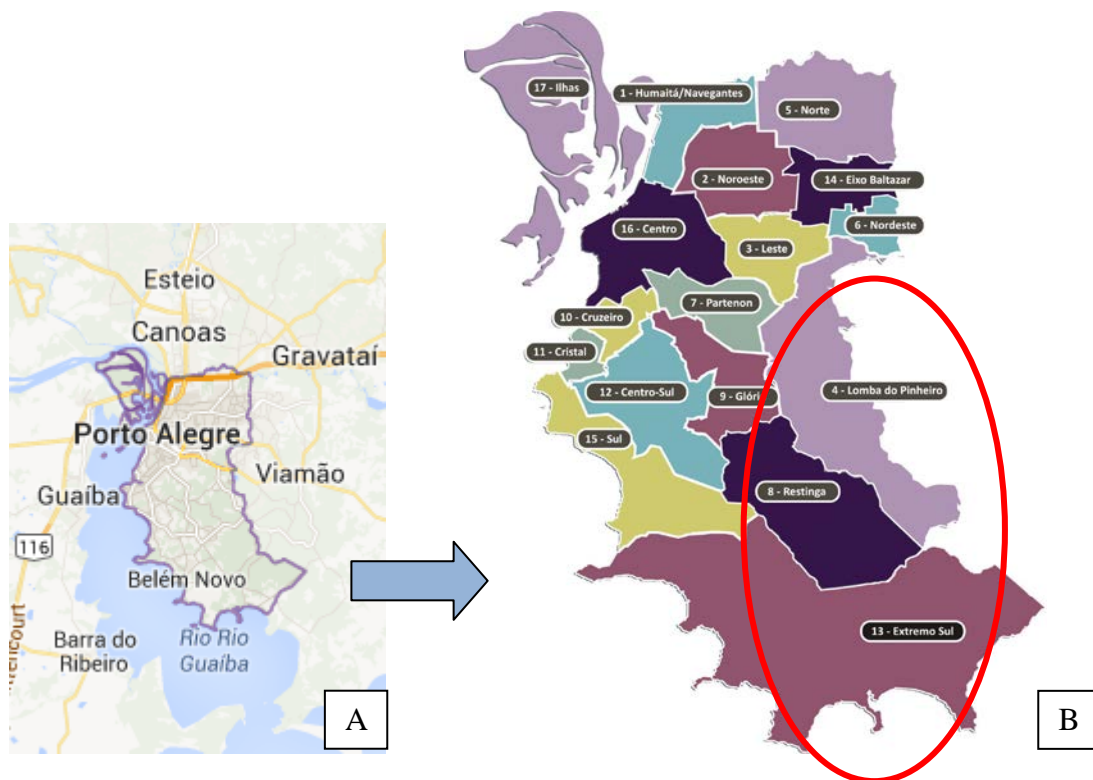 Esteio
Canoas
Gravataí
Porto Alegre
Viamão
Guaíba
116
Belém Novo
Barra do
Ribeiro
Rio Rio
Guaíba
A
17 - Ilhas
1 - Humaitá/Navegantes
5 - Norte
2 - Noroeste
14 - Eixo Baltazar
6 - Nordeste
16 - Centro
3 - Leste
7 - Partenon
10 - Cruzeiro
11 - Cristal
12 - Centro-Sul
9 - Glóri
4 - Lomba do Pinheiro
15 - Sul
8 - Restinga
13 - Extremo Sul
B